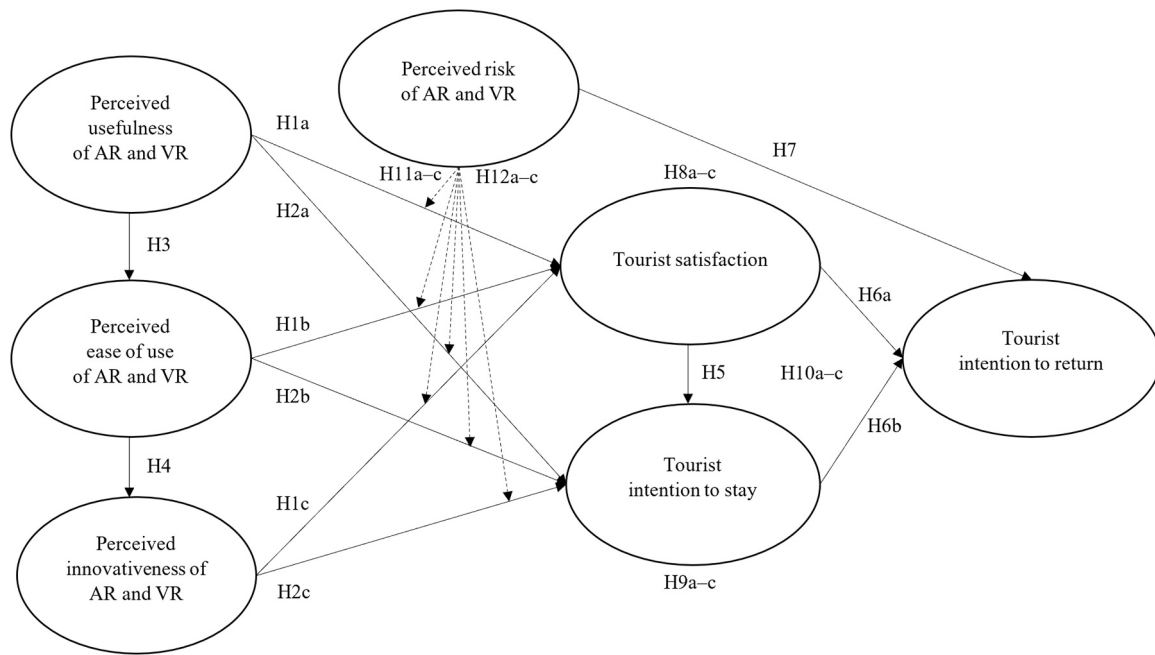 Perceived
usefulness
of AR and VR
Perceived risk
of AR and VR
H1a
H7
H11a–c
H12a–c
H8a–c
H2a
H3
Tourist satisfaction
H6a
Perceived
ease of use
of AR and VR
H1b
Tourist
intention to return
H5
H10a–c
H2b
H6b
H4
Tourist
intention to stay
H1c
Perceived
innovativeness of
AR and VR
H2c
H9a–c